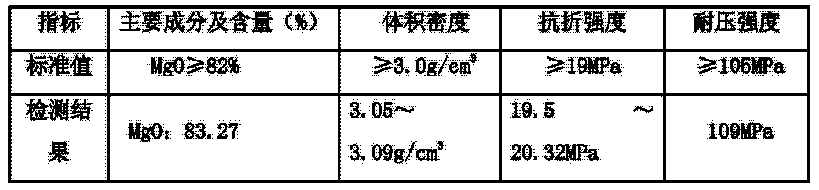 指标 主要成分及含量（%） 体积密度 抗折强度 耐压强度
标准值 MgO≥82% ≥3.0g/cm³ ≥19MPa ≥105MPa
检测结果 MgO：83.27 3.05～3.09g/cm³ 19.5 ～20.32MPa 109MPa